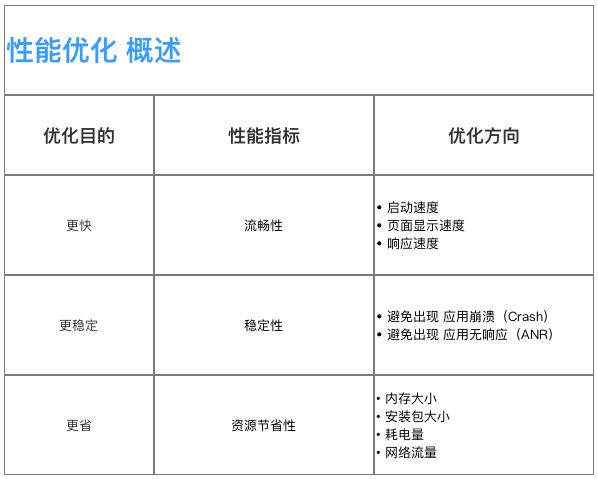 性能优化 概述
优化目的 性能指标 优化方向
更快 流畅性
• 启动速度
• 页面显示速度
• 响应速度
更稳定 稳定性
• 避免出现 应用崩溃（Crash）
• 避免出现 应用无响应（ANR）
更省 资源节省性
• 内存大小
• 安装包大小
• 耗电量
• 网络流量